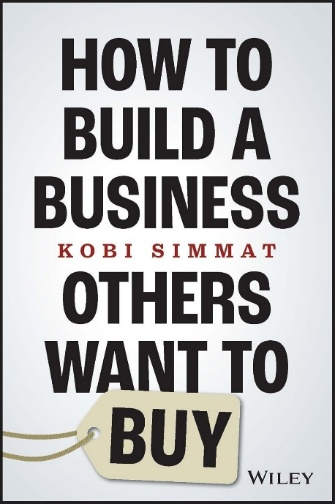 HOW TO
BUILD A
BUSINESS
KOBI SIMMAT
OTHERS
WANT TO
BUY
WILEY